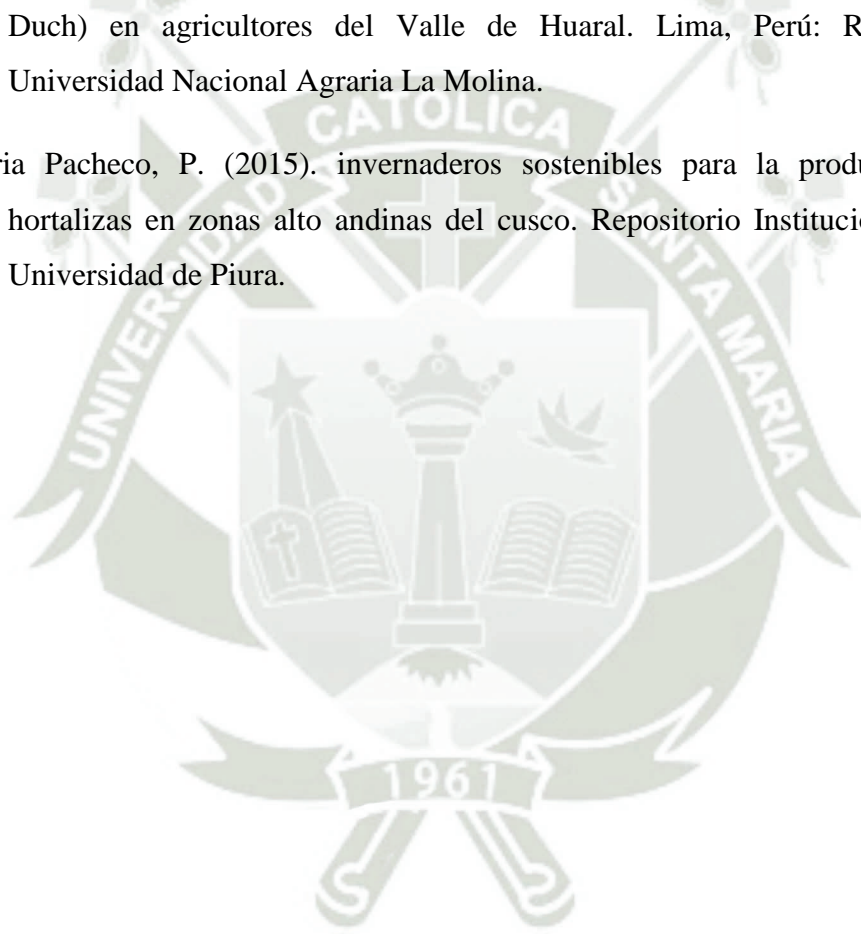 Duch) en agricultores del Valle de Huaral. Lima, Perú: R
Universidad Nacional Agraria La Molina.
ria Pacheco, P. (2015). invernaderos sostenibles para la produ
hortalizas en zonas alto andinas del cusco. Repositorio Instituci
Universidad de Piura.
UNIVERSIDAD CATOLICA SANTA MARIA
1961